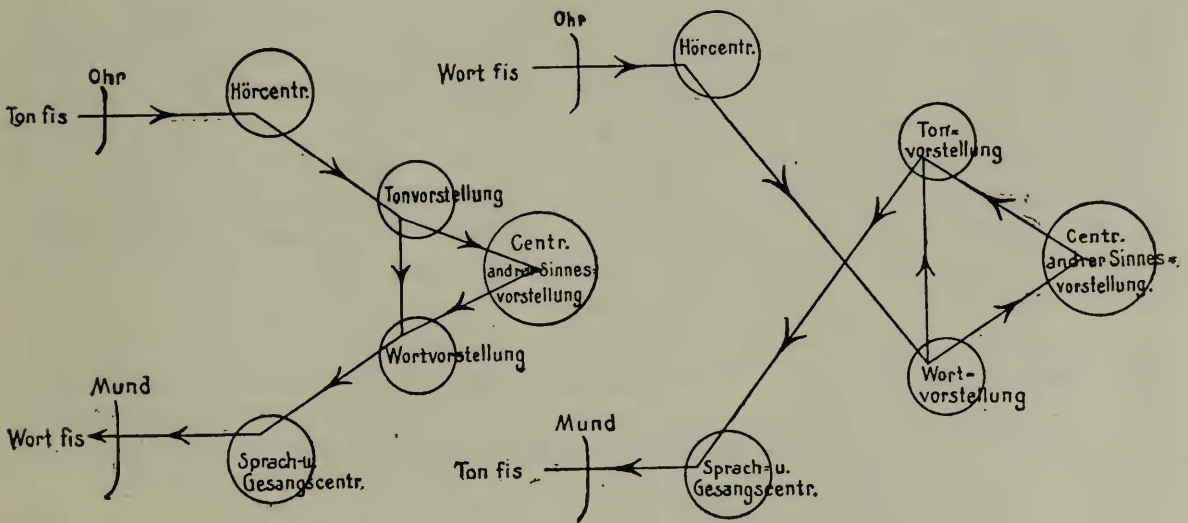 Ohr
Hörcentr.
Ton fis
Tonvorstellung
Centr.
andrer Sinnes=
vorstellung
Wortvorstellung
Mund
Wort fis
Sprach-u.
Gesangscentr.
Ohr
Hörcentr.
Wort fis
Ton=
vorstellung
Centr.
andrer Sinnes=
vorstellung.
Wort-
vorstellung
Mund
Ton fis
Sprach=u.
Gesangscentr.